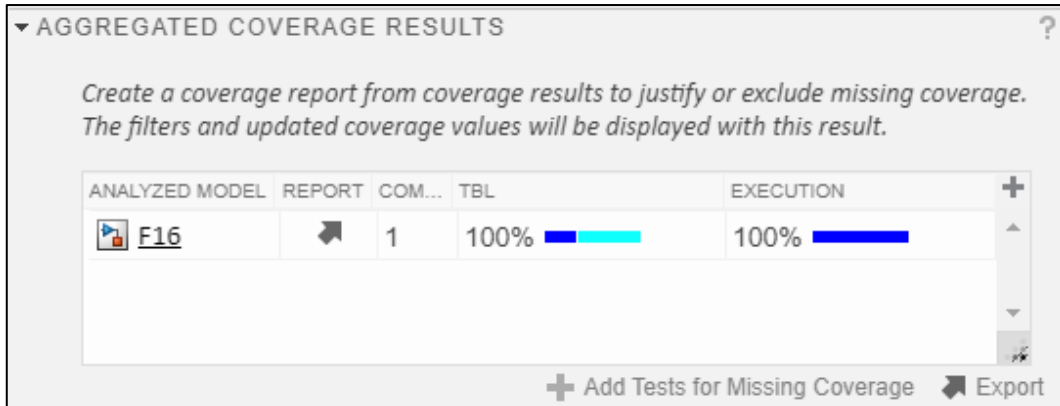 AGGREGATED COVERAGE RESULTS
?
Create a coverage report from coverage results to justify or exclude missing coverage.
The filters and updated coverage values will be displayed with this result.
ANALYZED MODEL REPORT COM... TBL EXECUTION
F16 1 100% 100%
Add Tests for Missing Coverage Export